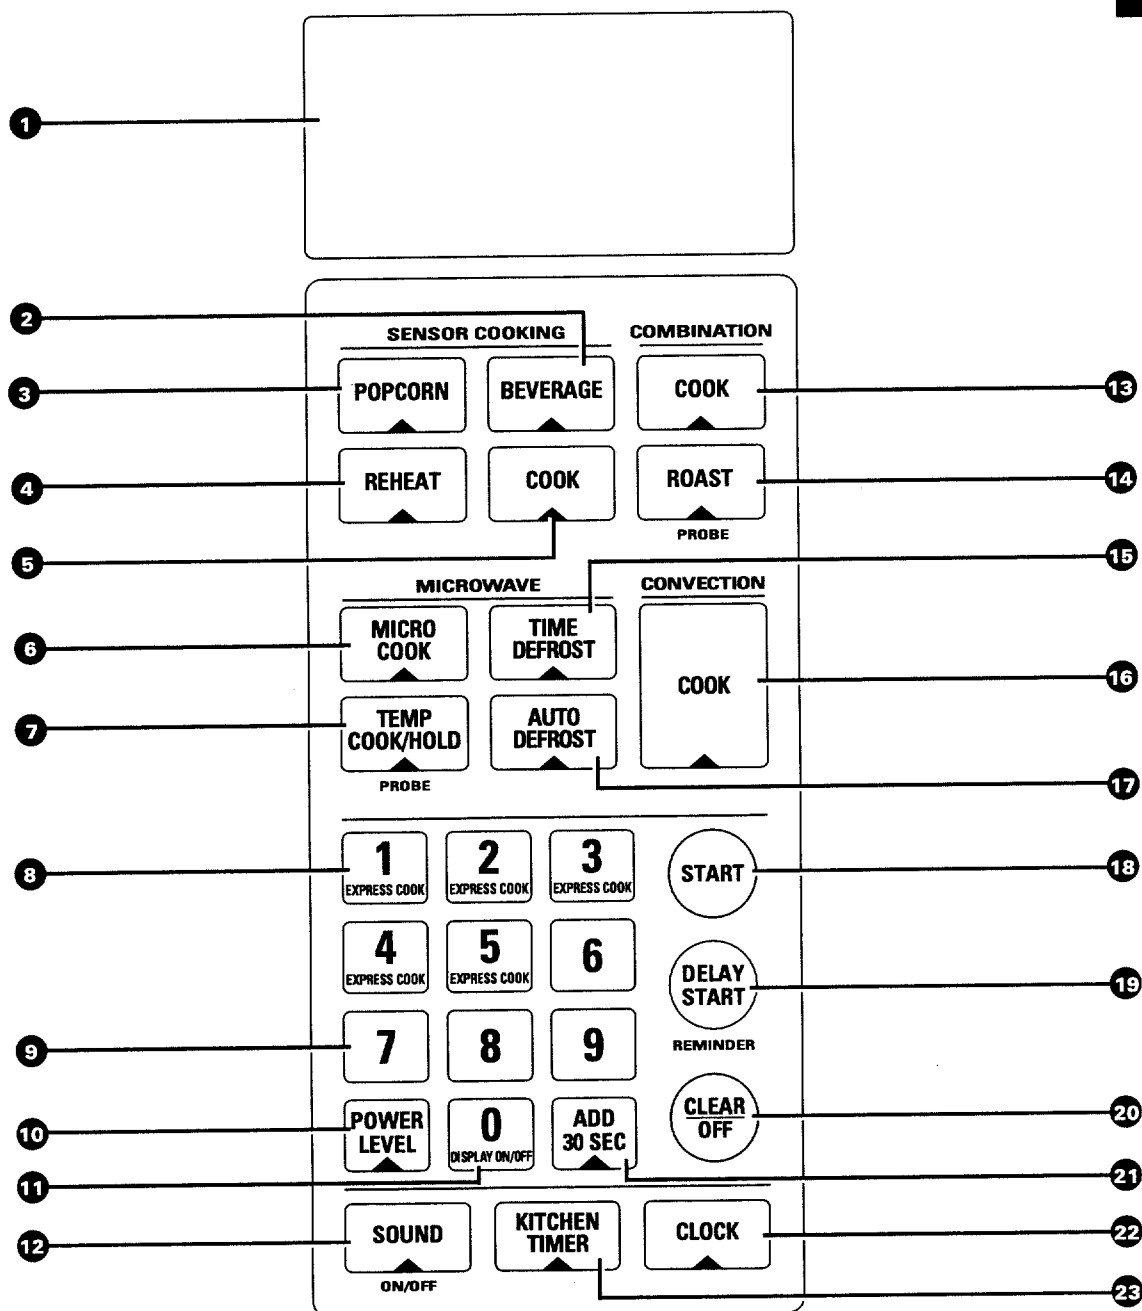 1
2
SENSOR COOKING COMBINATION
3 POPCORN BEVERAGE COOK 13
4 REHEAT COOK ROAST 14
PROBE
5
15
MICROWAVE CONVECTION
6 MICRO TIME
COOK DEFROST
COOK 16
7 TEMP AUTO
COOK/HOLD DEFROST
PROBE
17
8 1 2 3 START 18
EXPRESS COOK EXPRESS COOK EXPRESS COOK
4 5 6
EXPRESS COOK EXPRESS COOK
DELAY
START 19
REMINDER
9 7 8 9
10 POWER 0 ADD
LEVEL DISPLAY ON/OFF 30 SEC
CLEAR
OFF 20
11
21
12 SOUND KITCHEN CLOCK 22
TIMER
ON/OFF
23